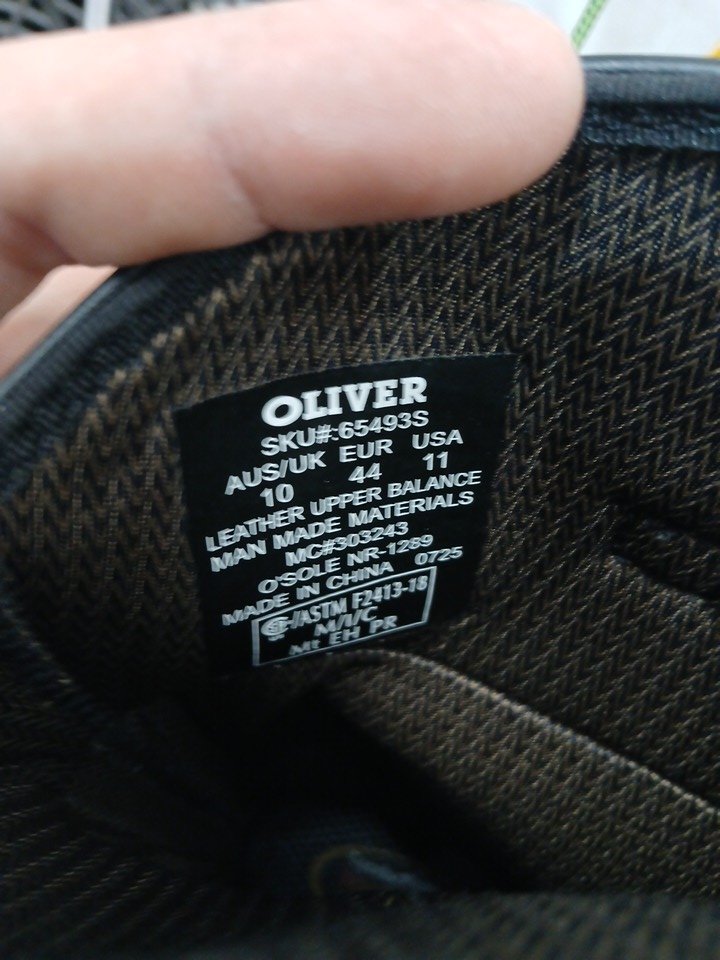 OLIVER
SKU#:65493S
AUS/UK EUR USA
10 44 11
LEATHER UPPER BALANCE
MAN MADE MATERIALS
MC#303243
O'SOLE NR-1289
MADE IN CHINA 0725
/ASTM F2413-18
M/I/C
Mt EH PR